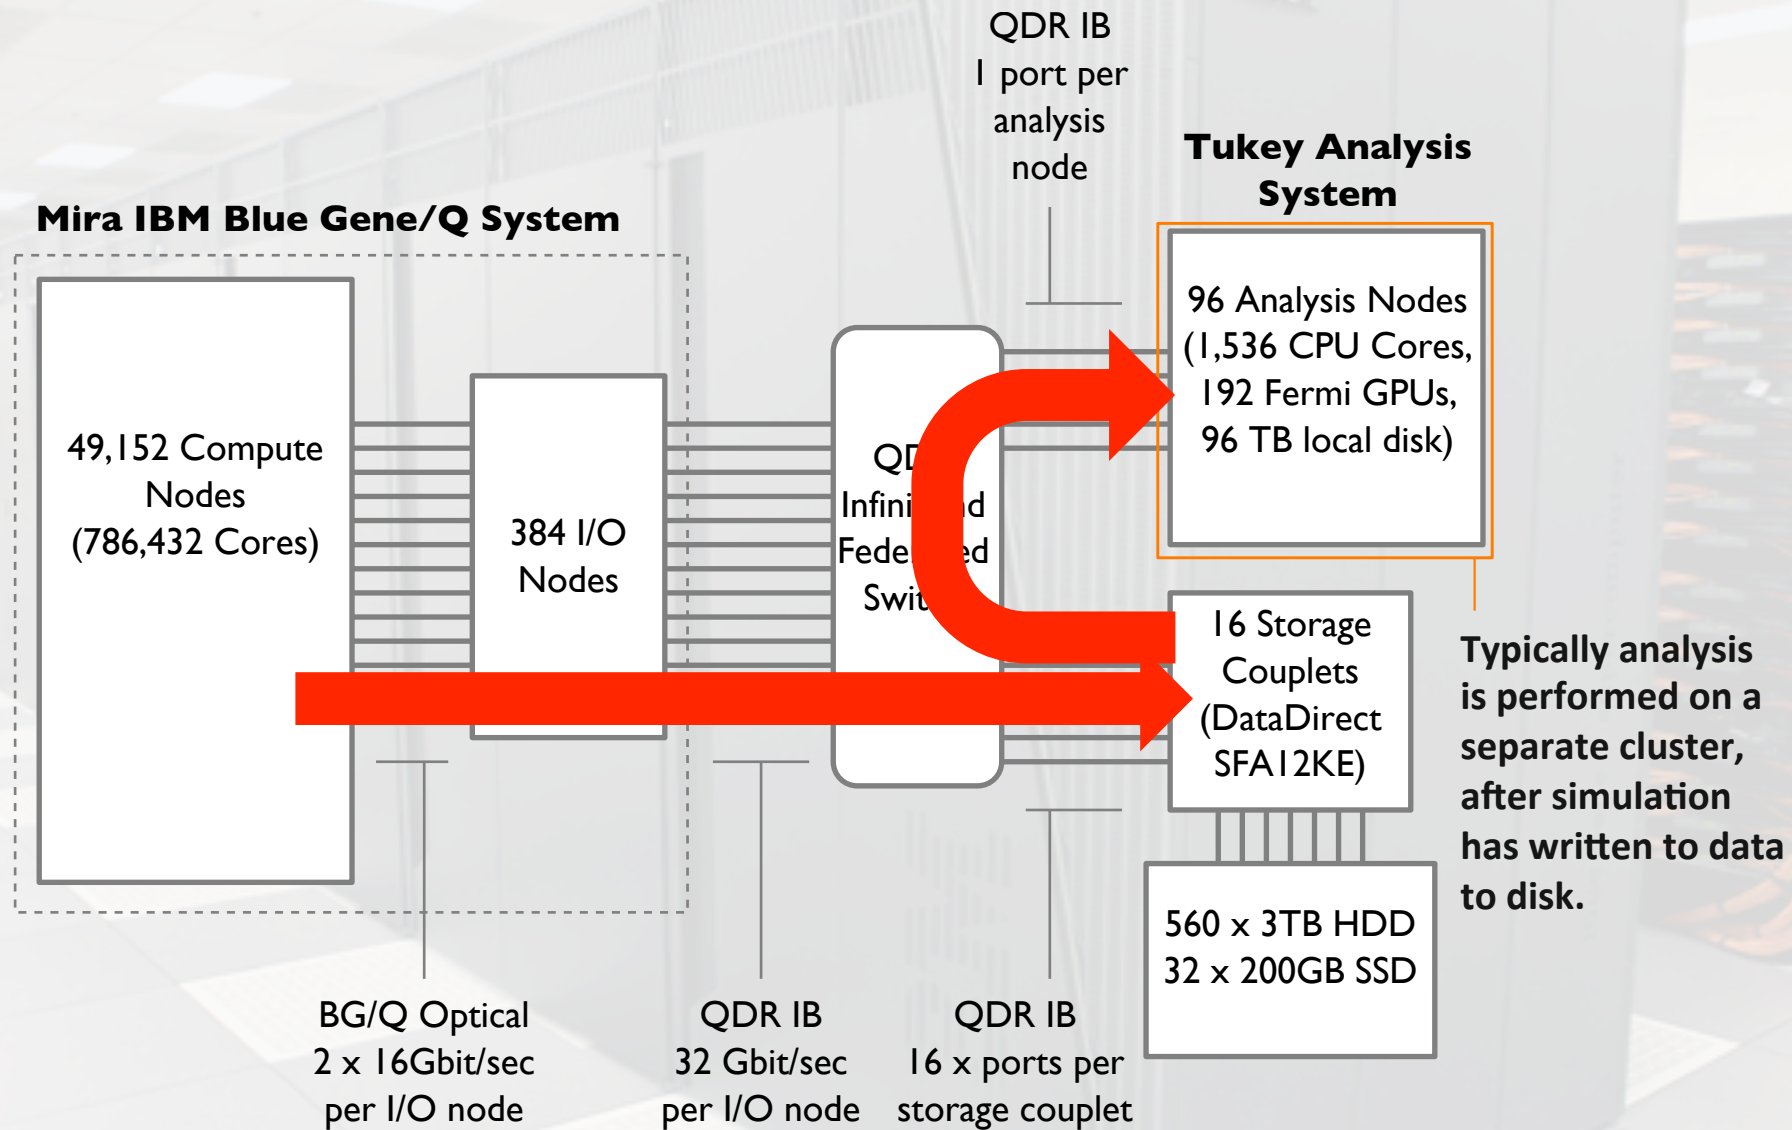 QDR IB
1 port per
analysis
node
Tukey Analysis
System
Mira IBM Blue Gene/Q System
96 Analysis Nodes
(1,536 CPU Cores,
192 Fermi GPUs,
96 TB local disk)
49,152 Compute
Nodes
(786,432 Cores)
384 I/O
Nodes
16 Storage
Couplets
(DataDirect
SFA12KE)
Typically analysis
is performed on a
separate cluster,
after simulation
has written to data
to disk.
560 x 3TB HDD
32 x 200GB SSD
BG/Q Optical
2 x 16Gbit/sec
per I/O node
QDR IB
32 Gbit/sec
per I/O node
QDR IB
16 x ports per
storage couplet